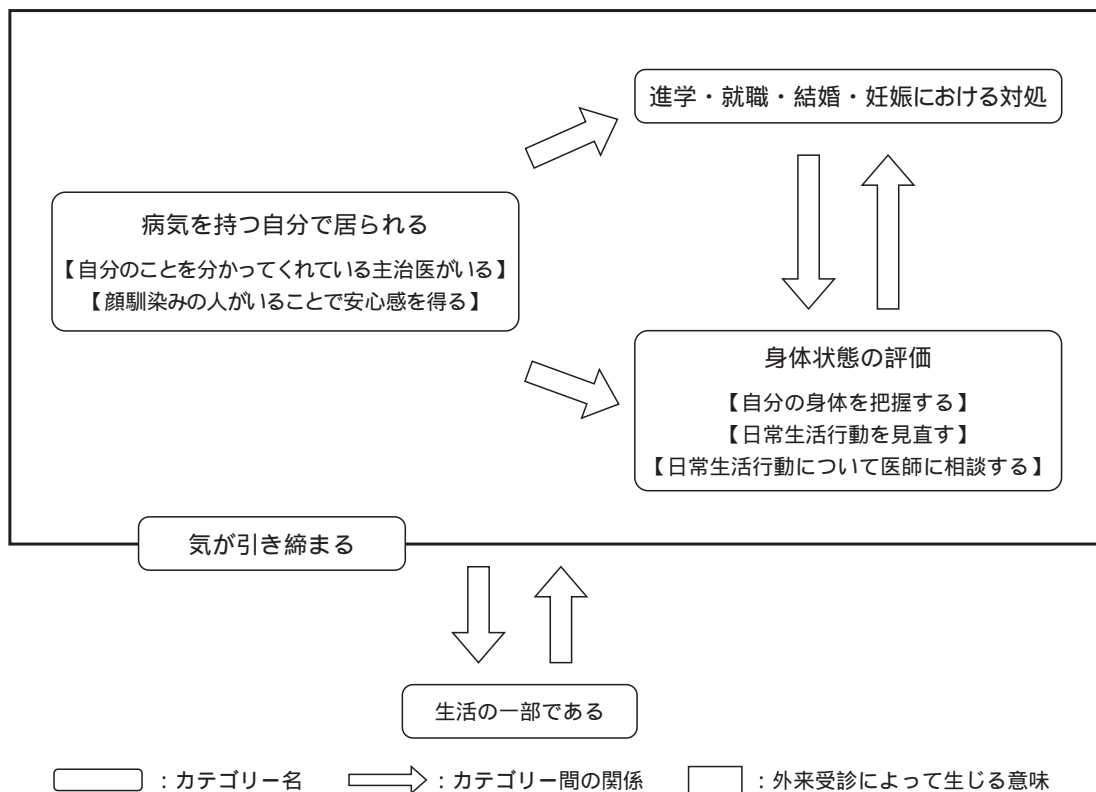 進学・就職・結婚・妊娠における対処
病気を持つ自分で居られる
【自分のことを分かってくれている主治医がいる】
【顔馴染みの人がいることで安心感を得る】
身体状態の評価
【自分の身体を把握する】
【日常生活行動を見直す】
【日常生活行動について医師に相談する】
気が引き締まる
生活の一部である
：カテゴリー名　：カテゴリー間の関係　：外来受診によって生じる意味